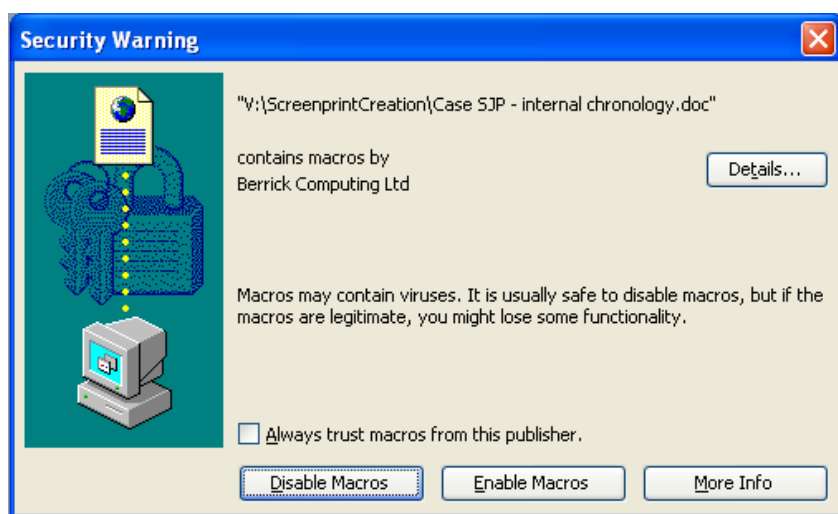 Security Warning
"V:\ScreenprintCreation\Case SJP - internal chronology.doc"
contains macros by
Berrick Computing Ltd
Details...
Macros may contain viruses. It is usually safe to disable macros, but if the
macros are legitimate, you might lose some functionality.
Always trust macros from this publisher.
Disable Macros
Enable Macros
More Info